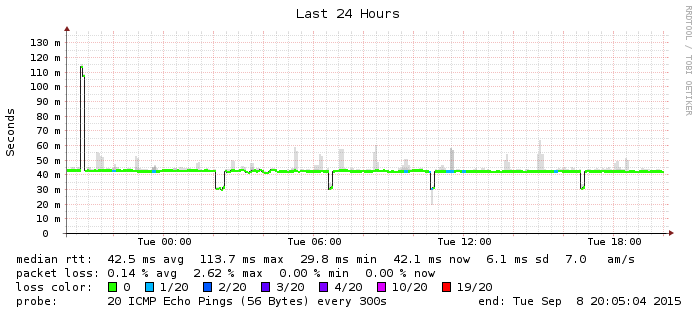 Last 24 Hours
RRDTOOL / TOBI OETIKER
Seconds
130 m
120 m
110 m
100 m
90 m
80 m
70 m
60 m
50 m
40 m
30 m
20 m
10 m
0
Tue 00:00 Tue 06:00 Tue 12:00 Tue 18:00
median rtt: 42.5 ms avg 113.7 ms max 29.8 ms min 42.1 ms now 6.1 ms sd 7.0 am/s
packet loss: 0.14 % avg 2.62 % max 0.00 % min 0.00 % now
loss color: 0 1/20 2/20 3/20 4/20 10/20 19/20
probe: 20 ICMP Echo Pings (56 Bytes) every 300s end: Tue Sep 8 20:05:04 2015